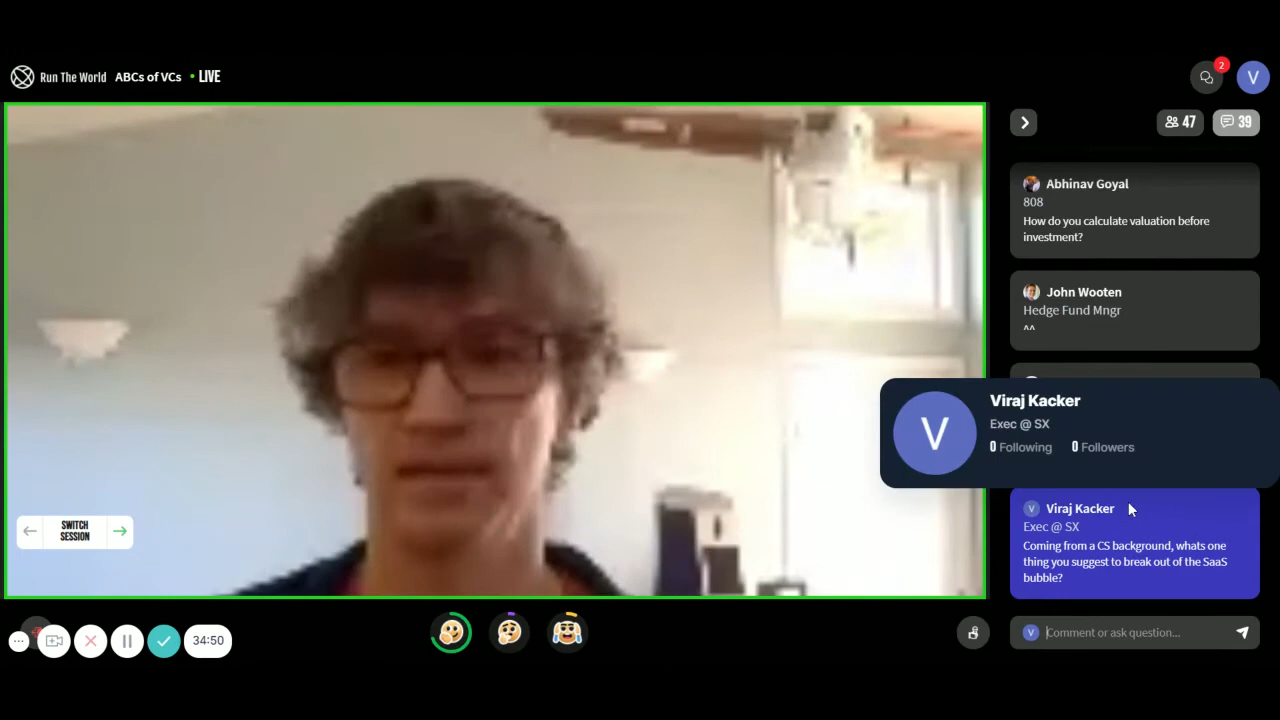 Run The World ABCs of VCs • LIVE
2
V
47
39
Abhinav Goyal
808
How do you calculate valuation before
investment?
John Wooten
Hedge Fund Mngr
^^
V
Viraj Kacker
Exec @ SX
0 Following 0 Followers
V Viraj Kacker
Exec @ SX
Coming from a CS background, whats one
thing you suggest to break out of the SaaS
bubble?
SWITCH
SESSION
34:50
V Comment or ask question...